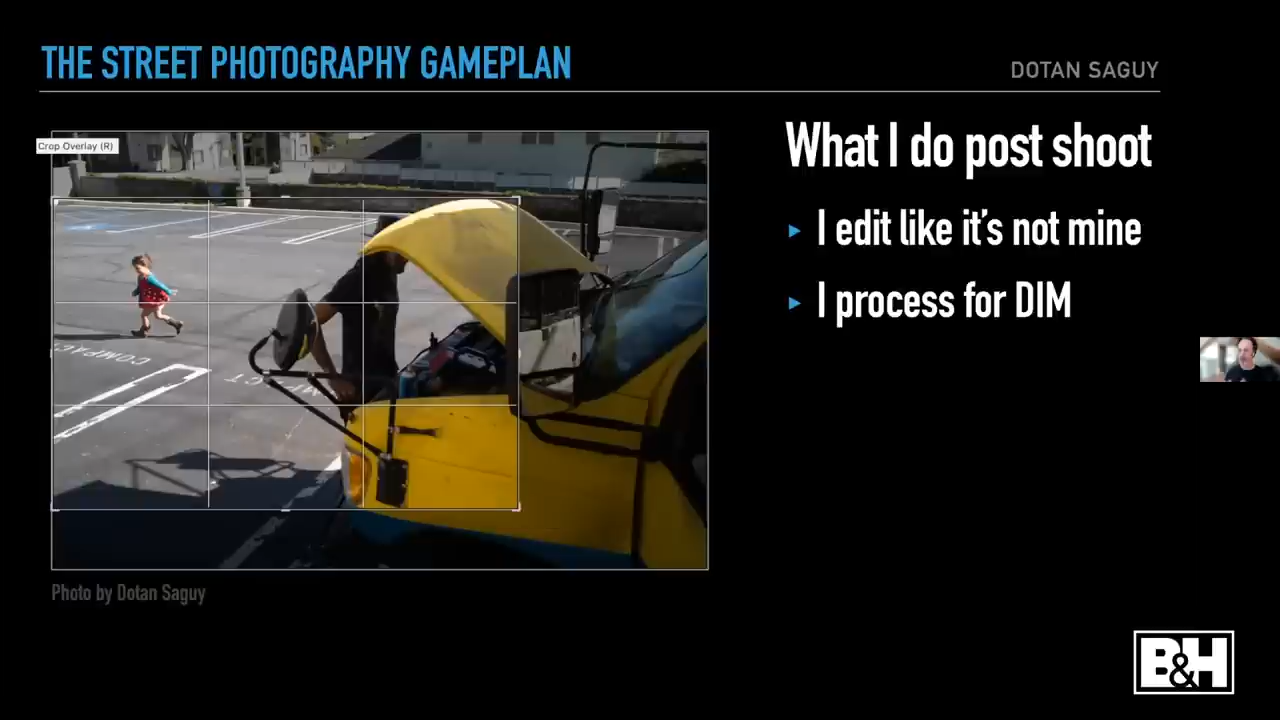 THE STREET PHOTOGRAPHY GAMEPLAN
DOTAN SAGUY
Crop Overlay (R)
What I do post shoot
▸ I edit like it’s not mine
▸ I process for DIM
COMPACT
Photo by Dotan Saguy
B&H